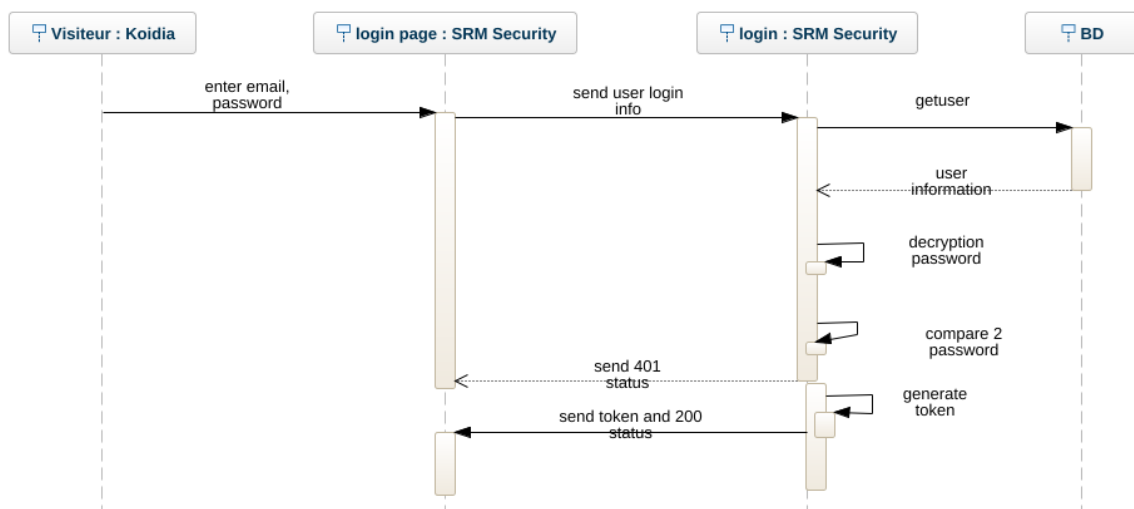 Visiteur : Koidia
login page : SRM Security
login : SRM Security
BD
enter email,
password
send user login
info
getuser
user
information
decryption
password
compare 2
password
send 401
status
generate
token
send token and 200
status